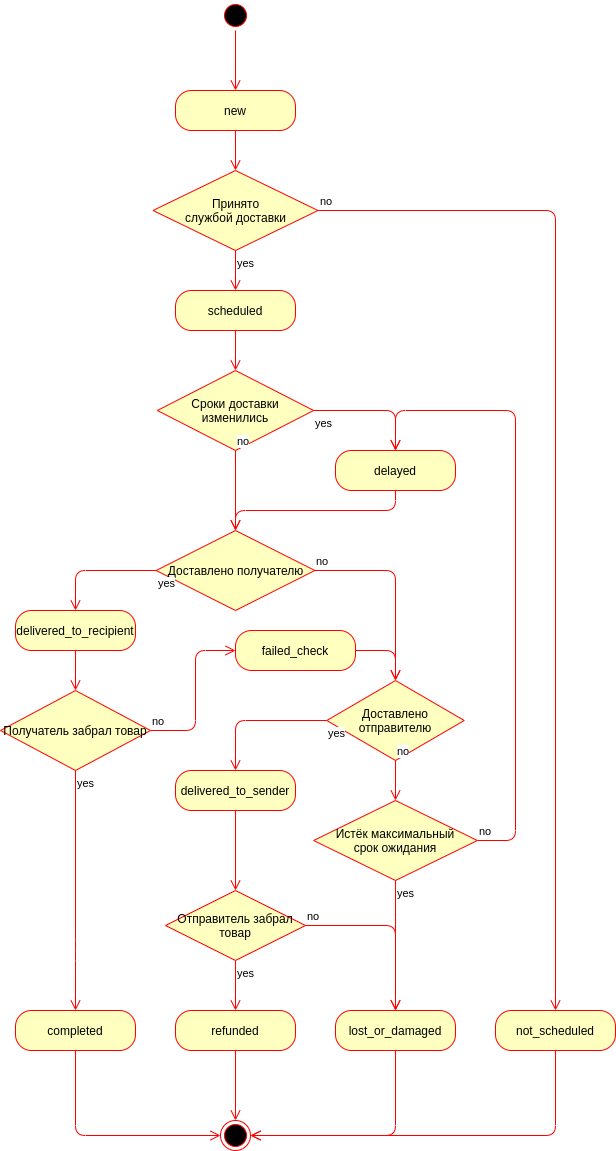 new
Принято
службой доставки
no
yes
scheduled
Сроки доставки
изменились
yes
no
delayed
Доставлено получателю
no
yes
delivered_to_recipient
failed_check
Получатель забрал товар
no
yes
Доставлено
отправителю
yes
no
delivered_to_sender
Истёк максимальный
срок ожидания
no
yes
Отправитель забрал
товар
no
yes
completed
refunded
lost_or_damaged
not_scheduled